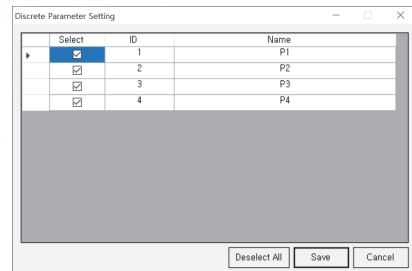 Discrete Parameter Setting
Select ID Name
1 P1
2 P2
3 P3
4 P4
Deselect All Save Cancel